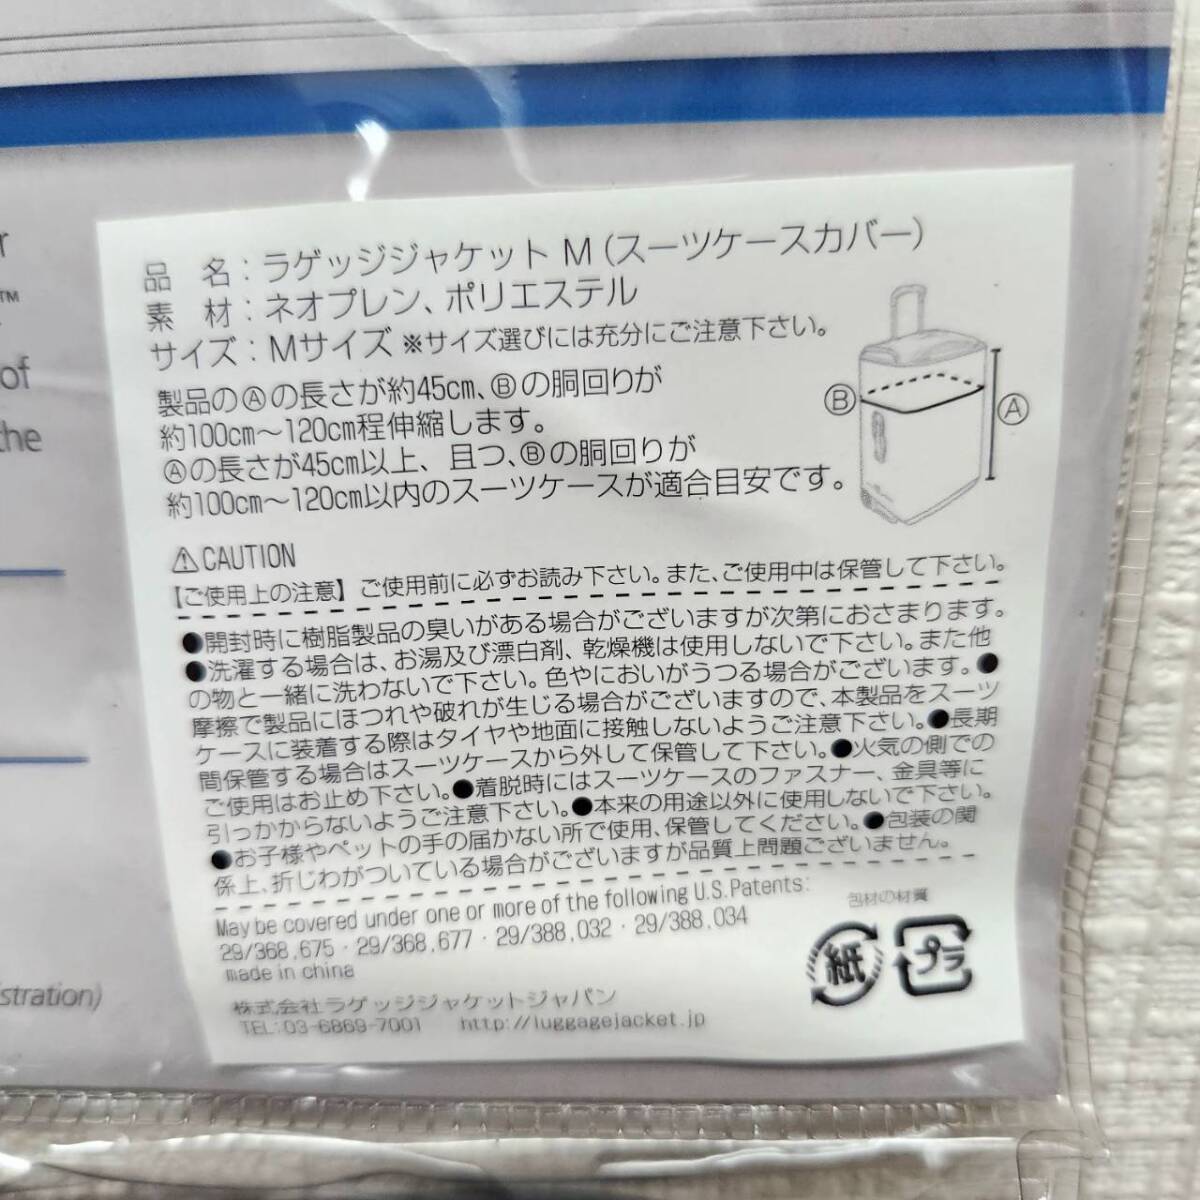 r
™
of
the
stration)
品 名：ラゲッジジャケット M（スーツケースカバー）
素 材：ネオプレン、ポリエステル
サイズ：Mサイズ ※サイズ選びには充分にご注意下さい。
製品のⒶの長さが約45cm、Ⓑの胴回りが
約100cm〜120cm程伸縮します。
Ⓐの長さが45cm以上、且つ、Ⓑの胴回りが
約100cm〜120cm以内のスーツケースが適合目安です。
Ⓑ
Ⓐ
⚠CAUTION
【ご使用上の注意】ご使用前に必ずお読み下さい。また、ご使用中は保管して下さい。
●開封時に樹脂製品の臭いがある場合がございますが次第におさまります。
●洗濯する場合は、お湯及び漂白剤、乾燥機は使用しないで下さい。また他
の物と一緒に洗わないで下さい。色やにおいがうつる場合がございます。●
摩擦で製品にほつれや破れが生じる場合がございますので、本製品をスーツ
ケースに装着する際はタイヤや地面に接触しないようご注意下さい。●長期
間保管する場合はスーツケースから外して保管して下さい。●火気の側での
ご使用はお止め下さい。●着脱時にはスーツケースのファスナー、金具等に
引っかからないようご注意下さい。●本来の用途以外に使用しないで下さい。
●お子様やペットの手の届かない所で使用、保管してください。●包装の関
係上、折じわがついている場合がございますが品質上問題ございません。
May be covered under one or more of the following U.S.Patents:
29/368,675・29/368,677・29/388,032・29/388,034
made in china
包材の材質
紙
プラ
株式会社ラゲッジジャケットジャパン
TEL:03-6869-7001 http://luggagejacket.jp